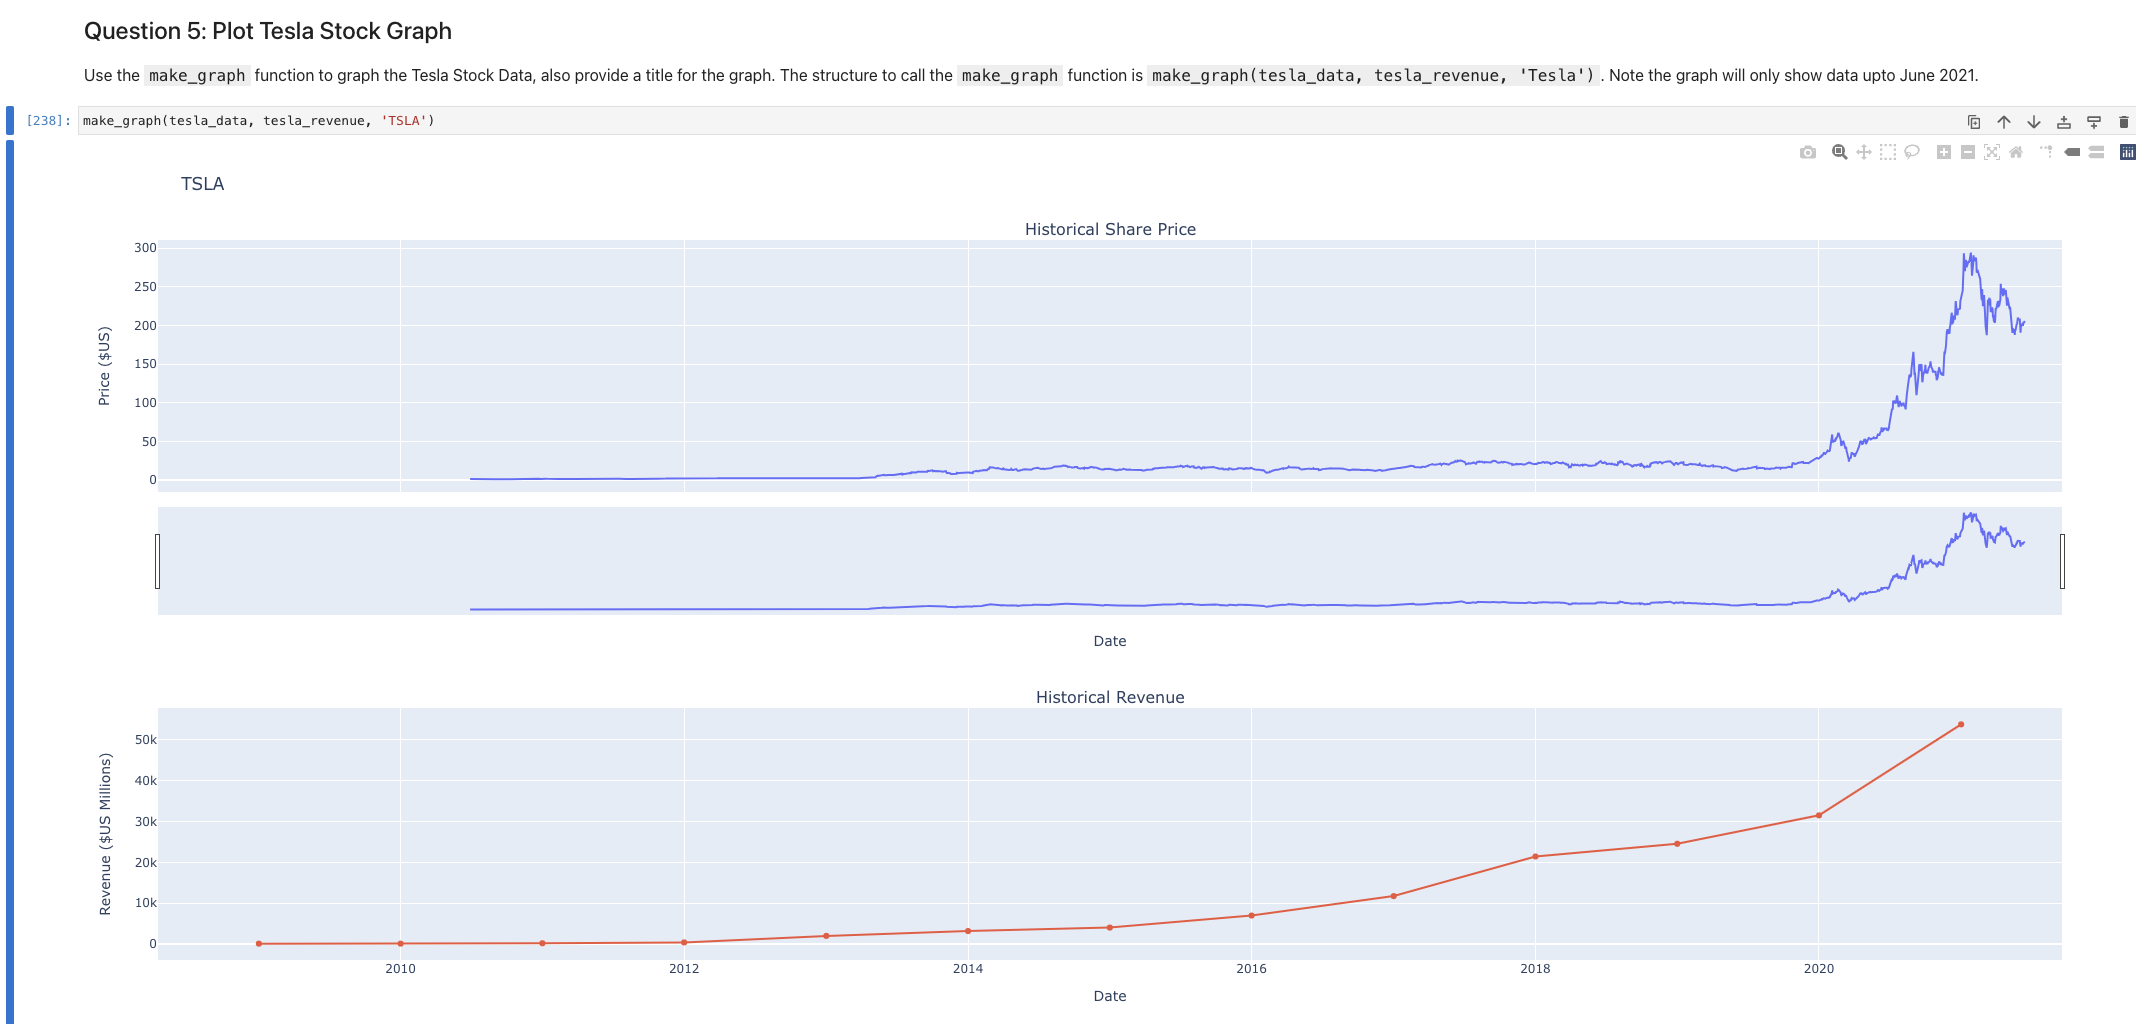 Question 5: Plot Tesla Stock Graph
Use the make_graph function to graph the Tesla Stock Data, also provide a title for the graph. The structure to call the make_graph function is make_graph(tesla_data, tesla_revenue, 'Tesla') . Note the graph will only show data upto June 2021.
[238]: make_graph(tesla_data, tesla_revenue, 'TSLA')
TSLA
Historical Share Price
300
250
200
150
100
50
0
Price ($US)
Date
Historical Revenue
50k
40k
30k
20k
10k
0
Revenue ($US Millions)
2010 2012 2014 2016 2018 2020
Date